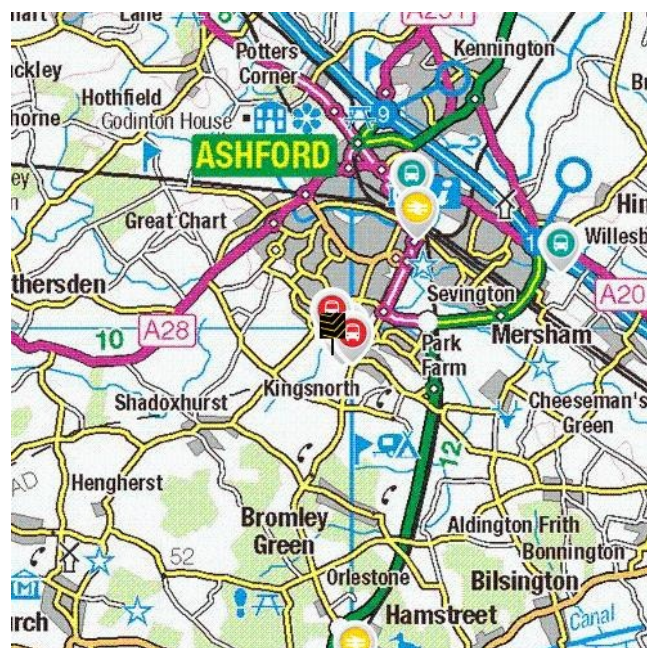 A251
Lane
Potters
Corner
Kennington
Hothfield
Godinton House
9
ASHFORD
Great Chart
Willesb
thersden
Sevington
A20
A28
10
Mersham
Park
Farm
Kingsnorth
Shadoxhurst
Cheeseman's
Green
12
Hengherst
Bromley
Green
Aldington Frith
Bonnington
52
Orlestone
Bilsington
M
Hamstreet
Canal